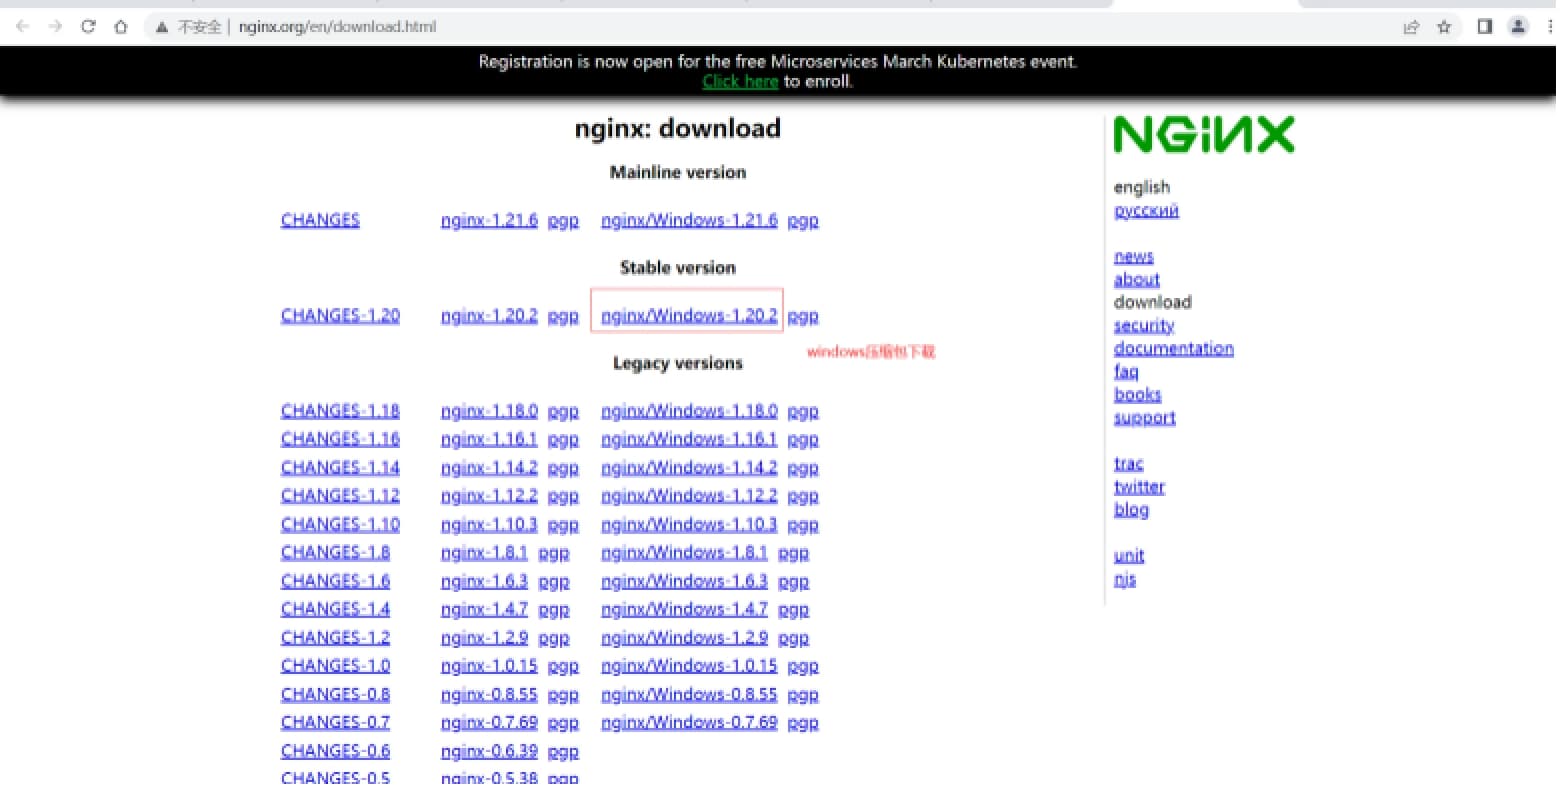 不安全 | nginx.org/en/download.html
Registration is now open for the free Microservices March Kubernetes event.
Click here to enroll.
nginx: download
Mainline version
CHANGES nginx-1.21.6 pgp nginx/Windows-1.21.6 pgp
Stable version
CHANGES-1.20 nginx-1.20.2 pgp nginx/Windows-1.20.2 pgp
windows压缩包下载
Legacy versions
CHANGES-1.18 nginx-1.18.0 pgp nginx/Windows-1.18.0 pgp
CHANGES-1.16 nginx-1.16.1 pgp nginx/Windows-1.16.1 pgp
CHANGES-1.14 nginx-1.14.2 pgp nginx/Windows-1.14.2 pgp
CHANGES-1.12 nginx-1.12.2 pgp nginx/Windows-1.12.2 pgp
CHANGES-1.10 nginx-1.10.3 pgp nginx/Windows-1.10.3 pgp
CHANGES-1.8 nginx-1.8.1 pgp nginx/Windows-1.8.1 pgp
CHANGES-1.6 nginx-1.6.3 pgp nginx/Windows-1.6.3 pgp
CHANGES-1.4 nginx-1.4.7 pgp nginx/Windows-1.4.7 pgp
CHANGES-1.2 nginx-1.2.9 pgp nginx/Windows-1.2.9 pgp
CHANGES-1.0 nginx-1.0.15 pgp nginx/Windows-1.0.15 pgp
CHANGES-0.8 nginx-0.8.55 pgp nginx/Windows-0.8.55 pgp
CHANGES-0.7 nginx-0.7.69 pgp nginx/Windows-0.7.69 pgp
CHANGES-0.6 nginx-0.6.39 pgp
CHANGES-0.5 nginx-0.5.38 pgp
NGINX
english
русский
news
about
download
security
documentation
faq
books
support
trac
twitter
blog
unit
njs